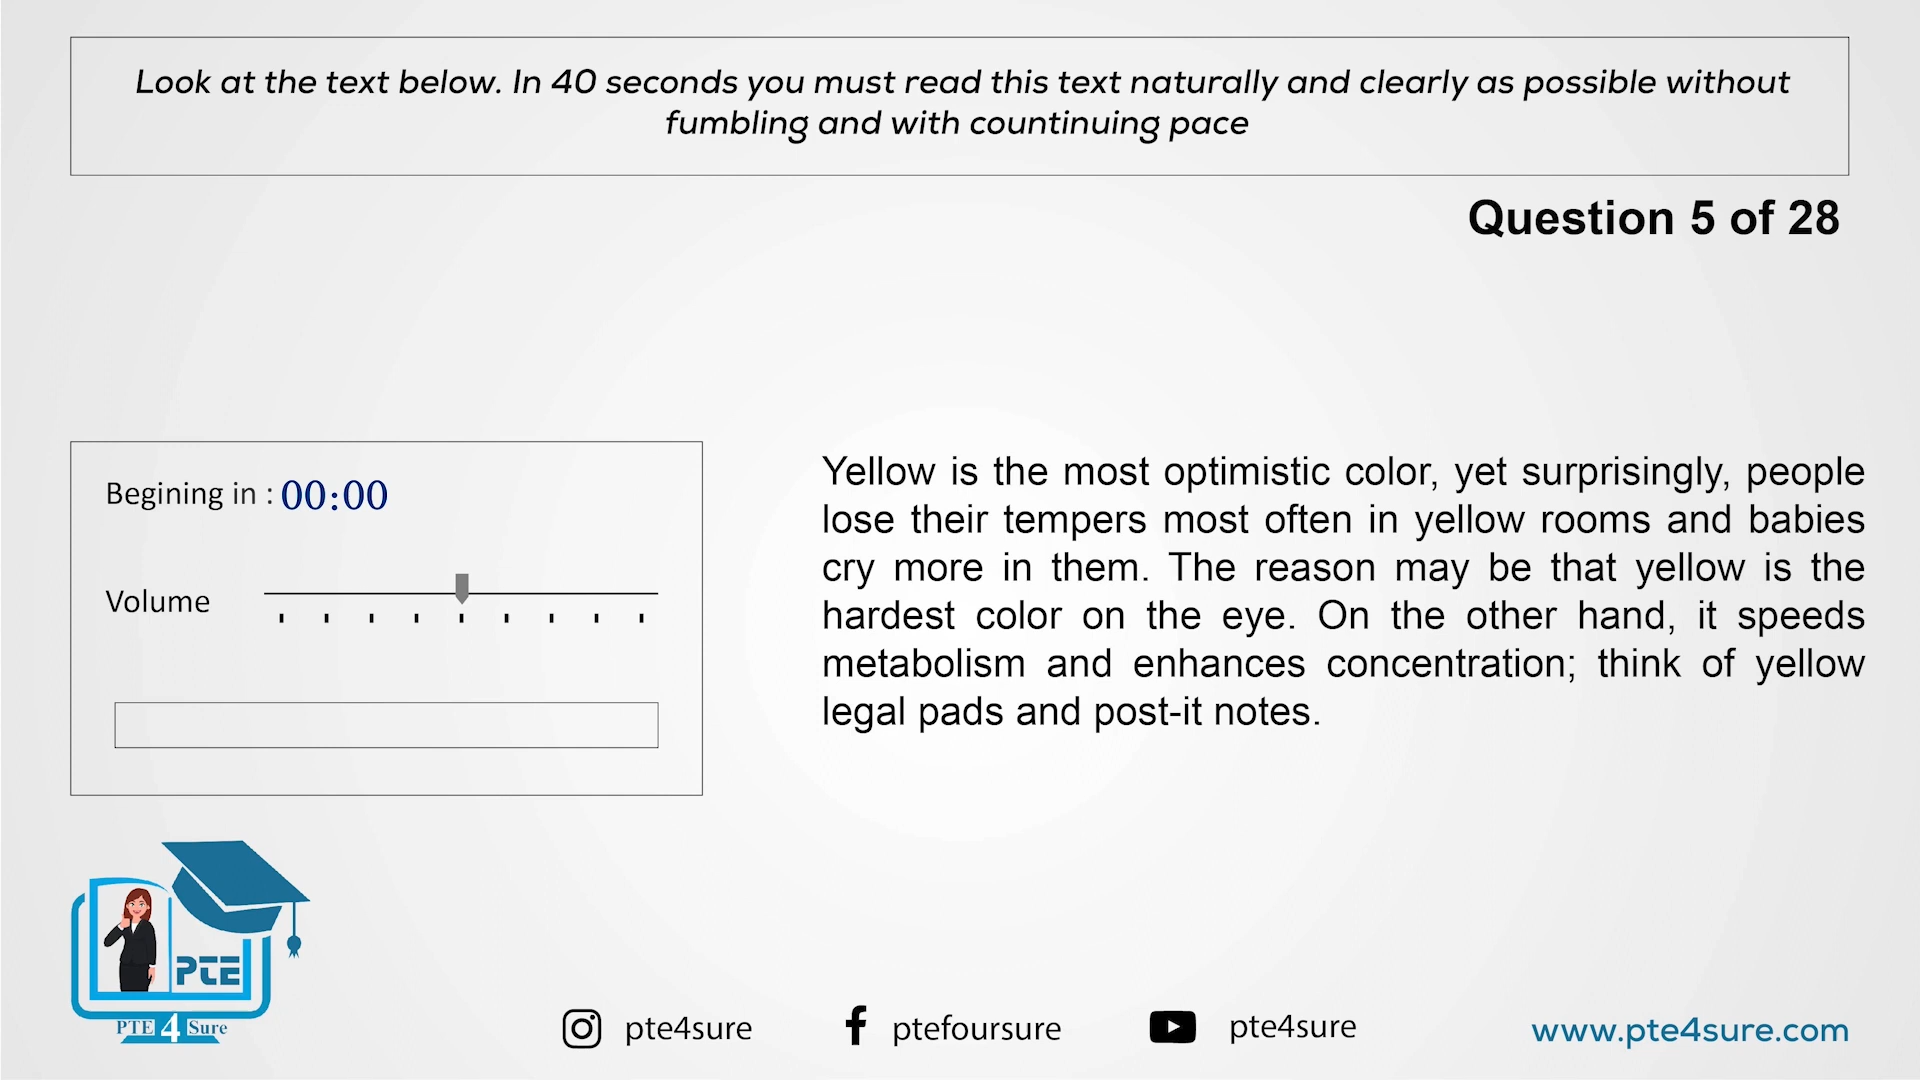 Look at the text below. In 40 seconds you must read this text naturally and clearly as possible without
fumbling and with countinuing pace
Question 5 of 28
Begining in : 00:00
Volume
Yellow is the most optimistic color, yet surprisingly, people
lose their tempers most often in yellow rooms and babies
cry more in them. The reason may be that yellow is the
hardest color on the eye. On the other hand, it speeds
metabolism and enhances concentration; think of yellow
legal pads and post-it notes.
PTE
PTE 4 Sure
pte4sure
ptefoursure
pte4sure
www.pte4sure.com